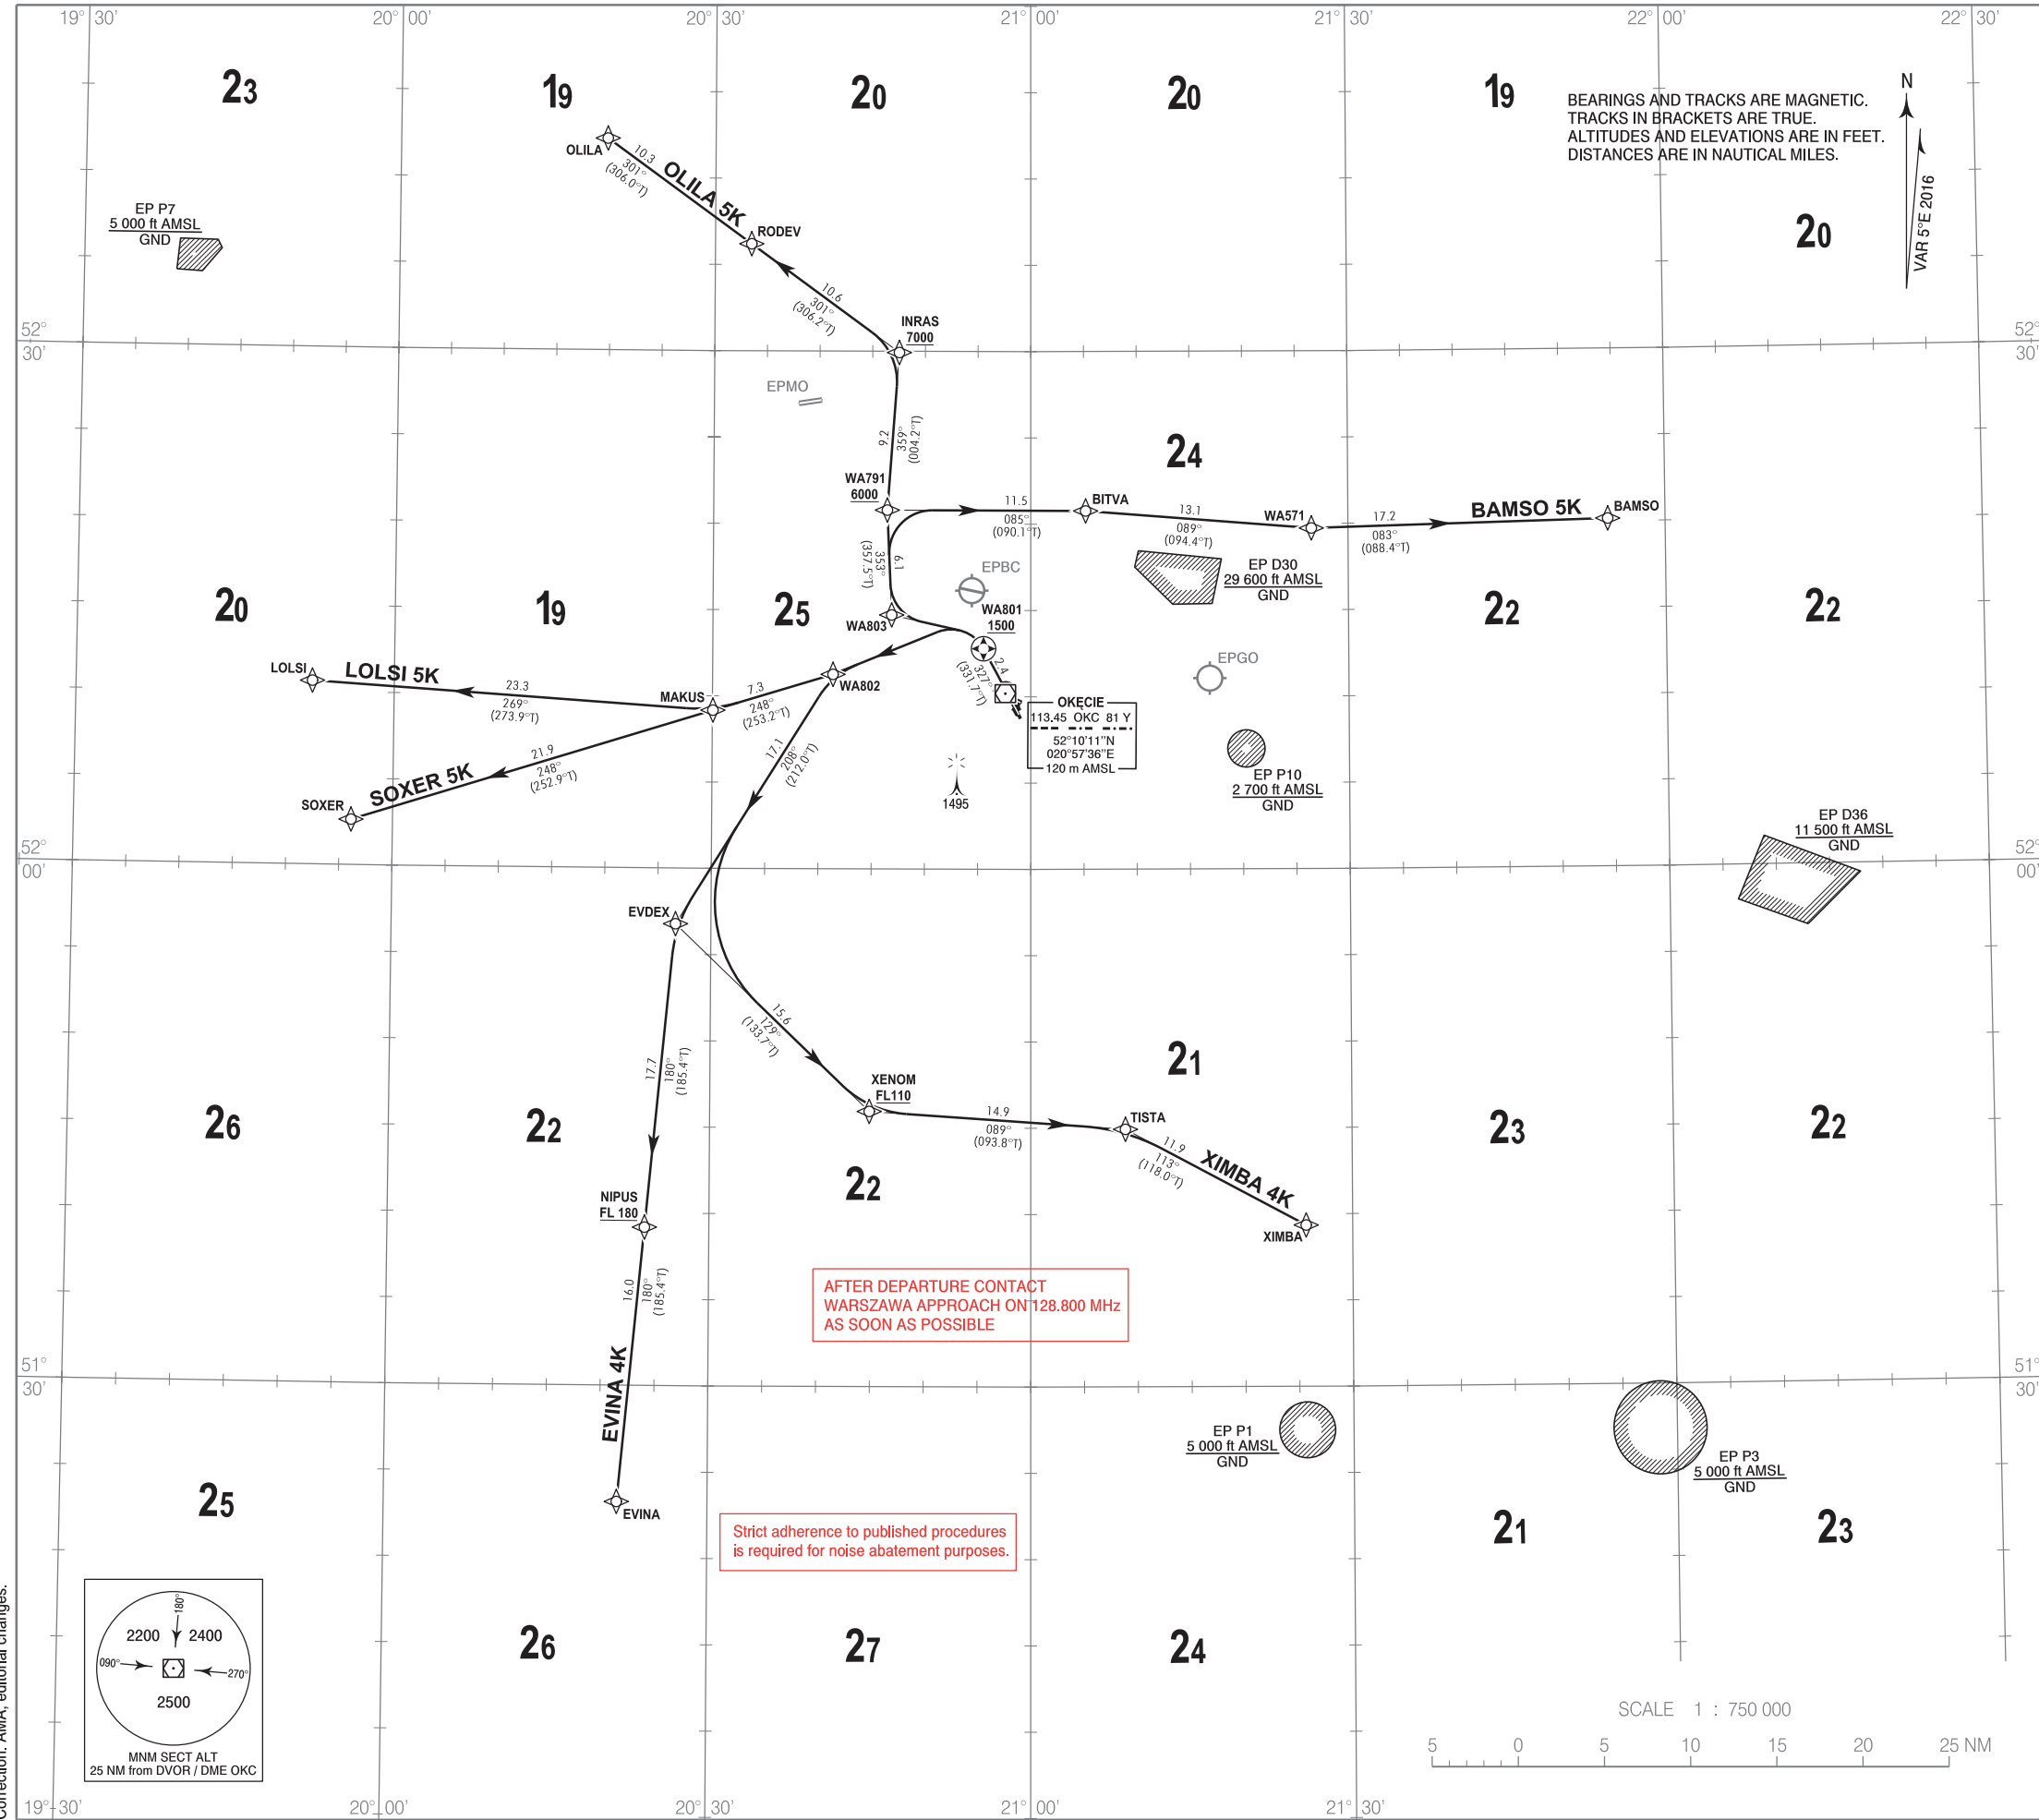 19° 30'
20° 00'
20° 30'
21° 00'
21° 30'
22° 00'
22° 30'
23
19
20
20
19
BEARINGS AND TRACKS ARE MAGNETIC.
TRACKS IN BRACKETS ARE TRUE.
ALTITUDES AND ELEVATIONS ARE IN FEET.
DISTANCES ARE IN NAUTICAL MILES.
N
VAR 5°E 2016
20
OLILA
10.3
301°
(306.0°T)
OLILA 5K
RODEV
EP P7
5 000 ft AMSL
GND
10.6
301°
(306.2°T)
INRAS
7000
52°
30'
52°
30'
EPMO
9.2
359°
(004.2°T)
24
WA791
6000
11.5
085°
(090.1°T)
BITVA
13.1
089°
(094.4°T)
WA571
17.2
083°
(088.4°T)
BAMSO 5K
BAMSO
6.1
353°
(357.5°T)
EPBC
EP D30
29 600 ft AMSL
GND
20
19
25
22
22
WA803
WA801
1500
2.4
327°
(331.7°T)
EPGO
LOLSI
LOLSI 5K
23.3
269°
(273.9°T)
MAKUS
7.3
248°
(253.2°T)
WA802
OKĘCIE
113.45 OKC 81 Y
52°10'11"N
020°57'36"E
120 m AMSL
17.1
208°
(212.0°T)
21.9
248°
(252.9°T)
SOXER 5K
SOXER
1495
EP P10
2 700 ft AMSL
GND
EP D36
11 500 ft AMSL
GND
52°
00'
52°
00'
EVDEX
15.6
129°
(133.7°T)
17.7
180°
(185.4°T)
XENOM
FL110
21
14.9
089°
(093.8°T)
TISTA
11.9
113°
(118.0°T)
XIMBA 4K
XIMBA
26
22
22
23
22
NIPUS
FL 180
16.0
180°
(185.4°T)
EVINA 4K
EVINA
AFTER DEPARTURE CONTACT
WARSZAWA APPROACH ON 128.800 MHz
AS SOON AS POSSIBLE
51°
30'
51°
30'
EP P1
5 000 ft AMSL
GND
EP P3
5 000 ft AMSL
GND
25
Strict adherence to published procedures
is required for noise abatement purposes.
21
23
26
27
24
180°
2200
2400
090°
270°
2500
MNM SECT ALT
25 NM from DVOR / DME OKC
SCALE 1 : 750 000
5 0 5 10 15 20 25 NM
19° 30'
20° 00'
20° 30'
21° 00'
21° 30'
Correction: AMA, editorial changes.